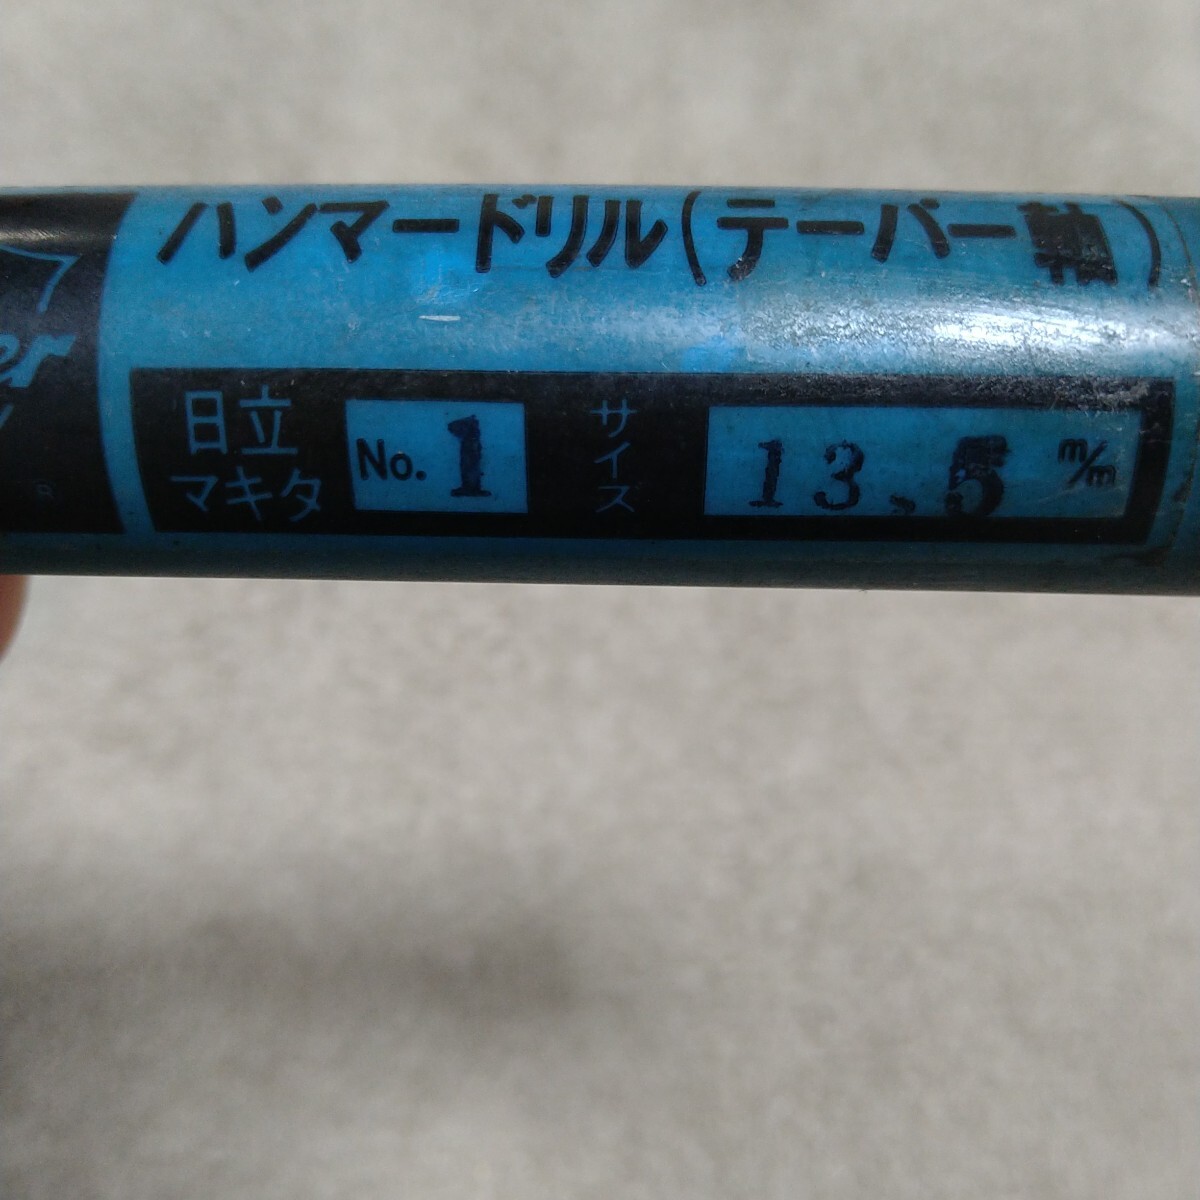 ハンマードリル(テーパー軸)
日立 マキタ No. 1 サイズ 13.5 m/m
er